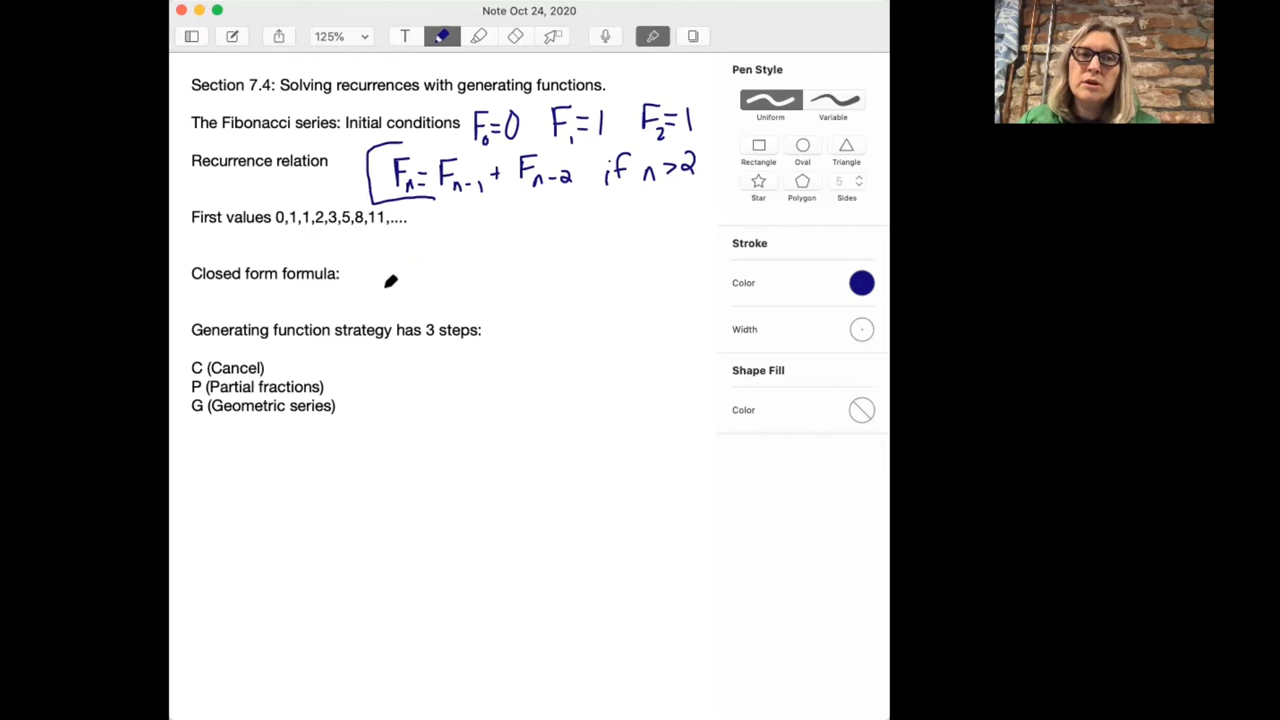 Note Oct 24, 2020
125%
T
Section 7.4: Solving recurrences with generating functions.
The Fibonacci series: Initial conditions F₀=0 F₁=1 F₂=1
Recurrence relation Fₙ=Fₙ₋₁+Fₙ₋₂ if n>2
First values 0,1,1,2,3,5,8,11,....
Closed form formula:
Generating function strategy has 3 steps:
C (Cancel)
P (Partial fractions)
G (Geometric series)
Pen Style
Uniform Variable
Rectangle Oval Triangle
5
Star Polygon Sides
Stroke
Color
Width
Shape Fill
Color